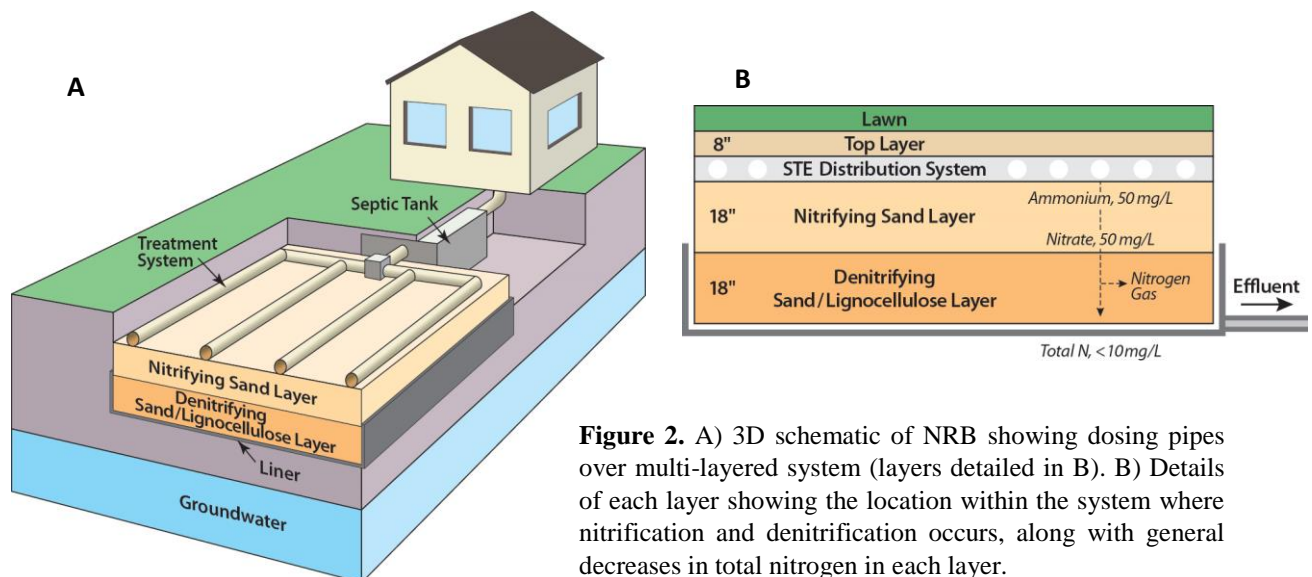 A
Septic Tank
Treatment
System
Nitrifying Sand Layer
Denitrifying
Sand/Lignocellulose Layer
Liner
Groundwater
B
Lawn
8" Top Layer
STE Distribution System
Ammonium, 50 mg/L
18" Nitrifying Sand Layer
Nitrate, 50 mg/L
18" Denitrifying
Sand/Lignocellulose Layer
Nitrogen
Gas
Effluent
Total N, <10mg/L
Figure 2. A) 3D schematic of NRB showing dosing pipes
over multi-layered system (layers detailed in B). B) Details
of each layer showing the location within the system where
nitrification and denitrification occurs, along with general
decreases in total nitrogen in each layer.